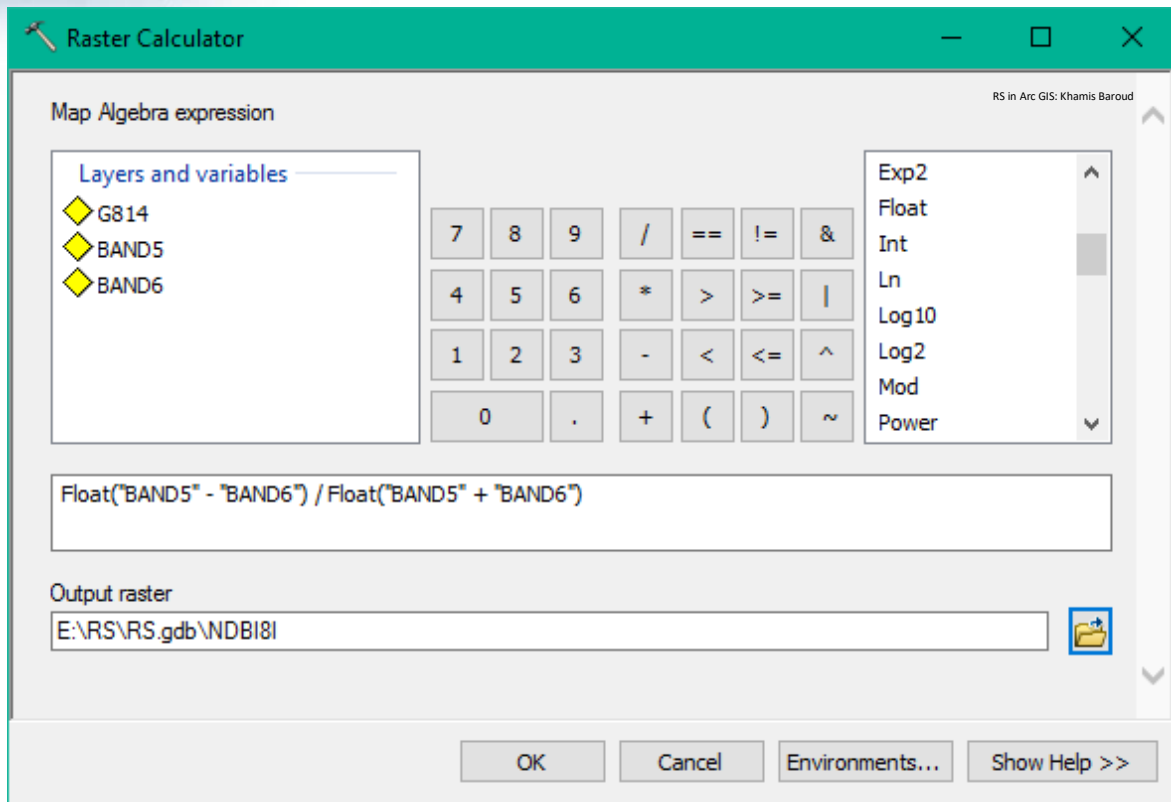 Raster Calculator
RS in Arc GIS: Khamis Baroud
Map Algebra expression
Layers and variables
G814
BAND5
BAND6
7 8 9 / == != &
4 5 6 * > >= |
1 2 3 - < <= ^
0 . + ( ) ~
Exp2
Float
Int
Ln
Log10
Log2
Mod
Power
Float("BAND5" - "BAND6") / Float("BAND5" + "BAND6")
Output raster
E:\RS\RS.gdb\NDBI8l
OK Cancel Environments... Show Help >>